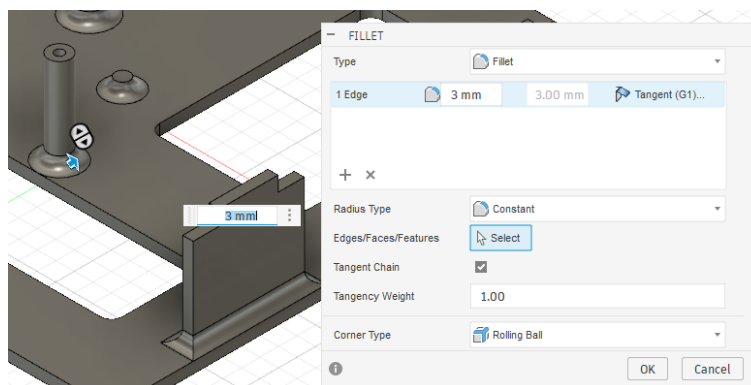 FILLET
Type Fillet
1 Edge 3 mm 3.00 mm Tangent (G1)...
3 mm
Radius Type Constant
Edges/Faces/Features Select
Tangent Chain
Tangency Weight 1.00
Corner Type Rolling Ball
OK Cancel